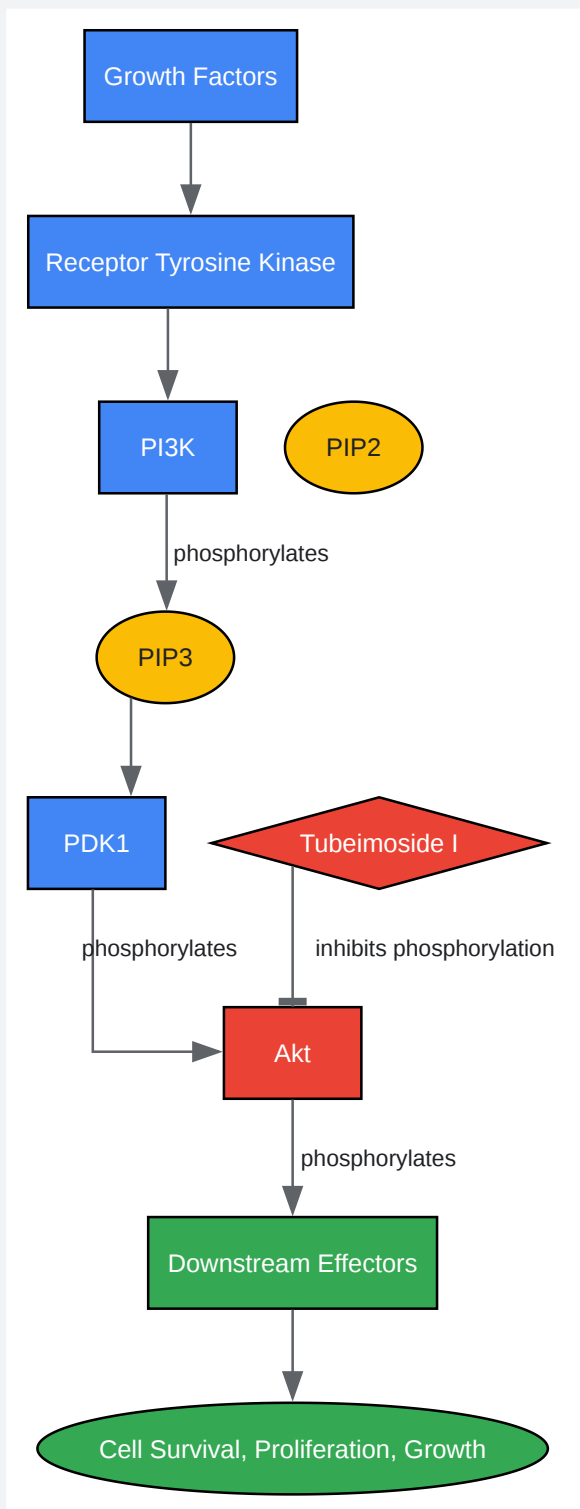 Growth Factors
Receptor Tyrosine Kinase
PI3K
PIP2
phosphorylates
PIP3
PDK1
Tubeimoside I
phosphorylates
inhibits phosphorylation
Akt
phosphorylates
Downstream Effectors
Cell Survival, Proliferation, Growth